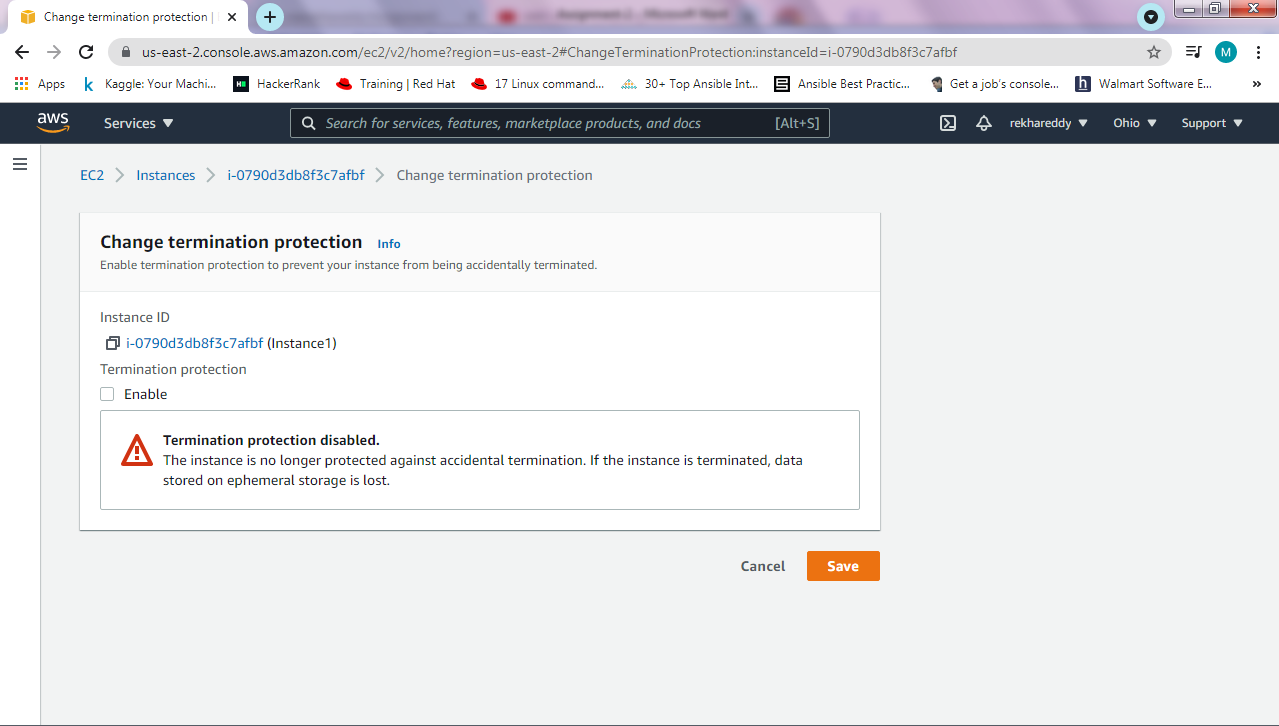 Change termination protection |
us-east-2.console.aws.amazon.com/ec2/v2/home?region=us-east-2#ChangeTerminationProtection:instanceId=i-0790d3db8f3c7afbf
M
Apps Kaggle: Your Machi... HackerRank Training | Red Hat 17 Linux command... 30+ Top Ansible Int... Ansible Best Practic... Get a job's console... Walmart Software E... »
aws Services ▼ Search for services, features, marketplace products, and docs [Alt+S] rekhareddy ▼ Ohio ▼ Support ▼
EC2 > Instances > i-0790d3db8f3c7afbf > Change termination protection
Change termination protection Info
Enable termination protection to prevent your instance from being accidentally terminated.
Instance ID
i-0790d3db8f3c7afbf (Instance1)
Termination protection
Enable
Termination protection disabled.
The instance is no longer protected against accidental termination. If the instance is terminated, data
stored on ephemeral storage is lost.
Cancel Save